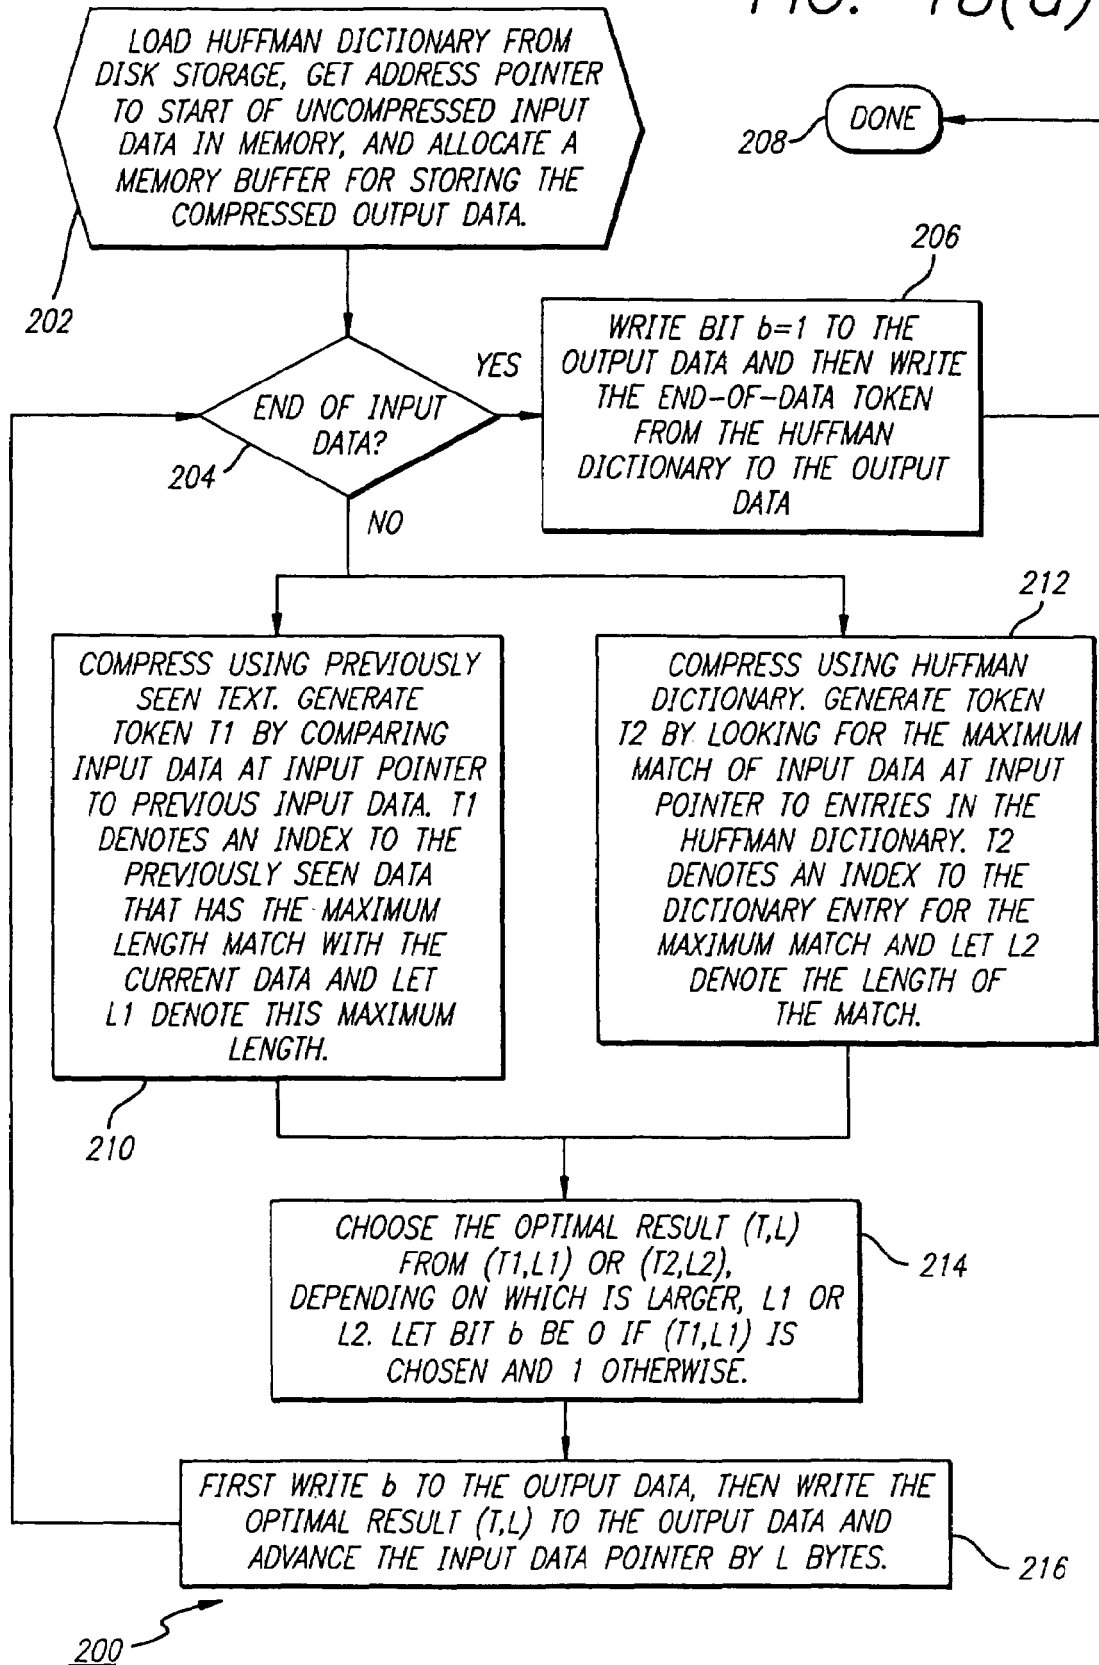 FIG. 18(a)
LOAD HUFFMAN DICTIONARY FROM
DISK STORAGE, GET ADDRESS POINTER
TO START OF UNCOMPRESSED INPUT
DATA IN MEMORY, AND ALLOCATE A
MEMORY BUFFER FOR STORING THE
COMPRESSED OUTPUT DATA.
202
DONE
208
206
END OF INPUT
DATA?
204
YES
NO
WRITE BIT b=1 TO THE
OUTPUT DATA AND THEN WRITE
THE END-OF-DATA TOKEN
FROM THE HUFFMAN
DICTIONARY TO THE OUTPUT
DATA
COMPRESS USING PREVIOUSLY
SEEN TEXT. GENERATE
TOKEN T1 BY COMPARING
INPUT DATA AT INPUT POINTER
TO PREVIOUS INPUT DATA. T1
DENOTES AN INDEX TO THE
PREVIOUSLY SEEN DATA
THAT HAS THE MAXIMUM
LENGTH MATCH WITH THE
CURRENT DATA AND LET
L1 DENOTE THIS MAXIMUM
LENGTH.
210
212
COMPRESS USING HUFFMAN
DICTIONARY. GENERATE TOKEN
T2 BY LOOKING FOR THE MAXIMUM
MATCH OF INPUT DATA AT INPUT
POINTER TO ENTRIES IN THE
HUFFMAN DICTIONARY. T2
DENOTES AN INDEX TO THE
DICTIONARY ENTRY FOR THE
MAXIMUM MATCH AND LET L2
DENOTE THE LENGTH OF
THE MATCH.
CHOOSE THE OPTIMAL RESULT (T,L)
FROM (T1,L1) OR (T2,L2),
DEPENDING ON WHICH IS LARGER, L1 OR
L2. LET BIT b BE 0 IF (T1,L1) IS
CHOSEN AND 1 OTHERWISE.
214
FIRST WRITE b TO THE OUTPUT DATA, THEN WRITE THE
OPTIMAL RESULT (T,L) TO THE OUTPUT DATA AND
ADVANCE THE INPUT DATA POINTER BY L BYTES.
216
200